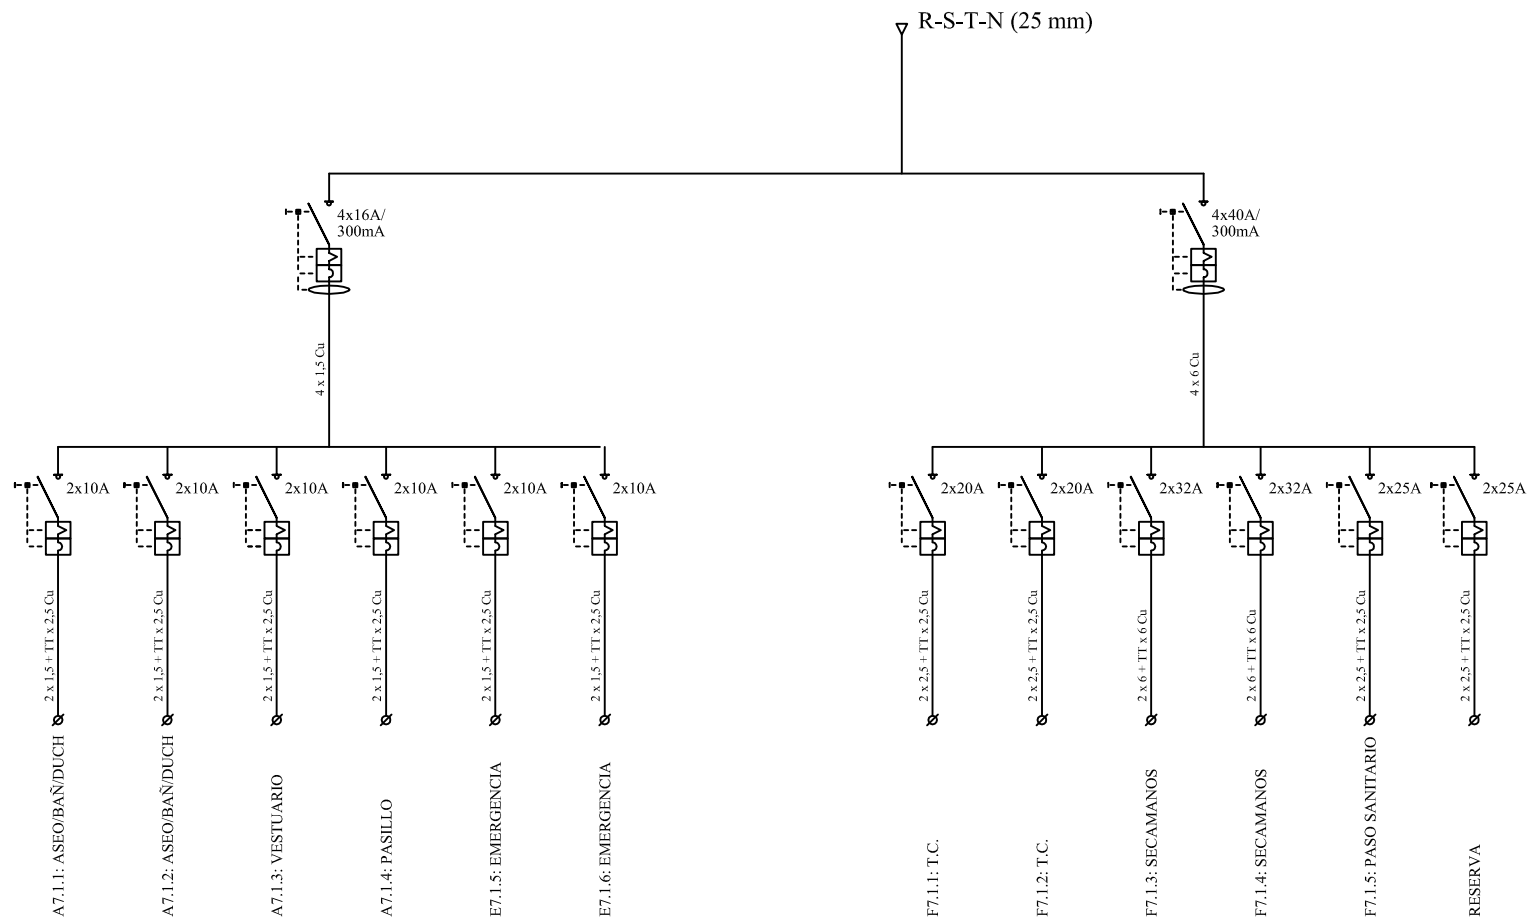 R-S-T-N (25 mm)
4x16A/
300mA
4x40A/
300mA
4 x 1,5 Cu
4 x 6 Cu
2x10A
2x10A
2x10A
2x10A
2x10A
2x10A
2x20A
2x20A
2x32A
2x32A
2x25A
2x25A
2 x 1,5 + TT x 2,5 Cu
2 x 1,5 + TT x 2,5 Cu
2 x 1,5 + TT x 2,5 Cu
2 x 1,5 + TT x 2,5 Cu
2 x 1,5 + TT x 2,5 Cu
2 x 1,5 + TT x 2,5 Cu
2 x 2,5 + TT x 2,5 Cu
2 x 2,5 + TT x 2,5 Cu
2 x 6 + TT x 6 Cu
2 x 6 + TT x 6 Cu
2 x 2,5 + TT x 2,5 Cu
2 x 2,5 + TT x 2,5 Cu
A7.1.1: ASEO/BAÑ/DUCH
A7.1.2: ASEO/BAÑ/DUCH
A7.1.3: VESTUARIO
A7.1.4: PASILLO
E7.1.5: EMERGENCIA
E7.1.6: EMERGENCIA
F7.1.1: T.C.
F7.1.2: T.C.
F7.1.3: SECAMANOS
F7.1.4: SECAMANOS
F7.1.5: PASO SANITARIO
RESERVA